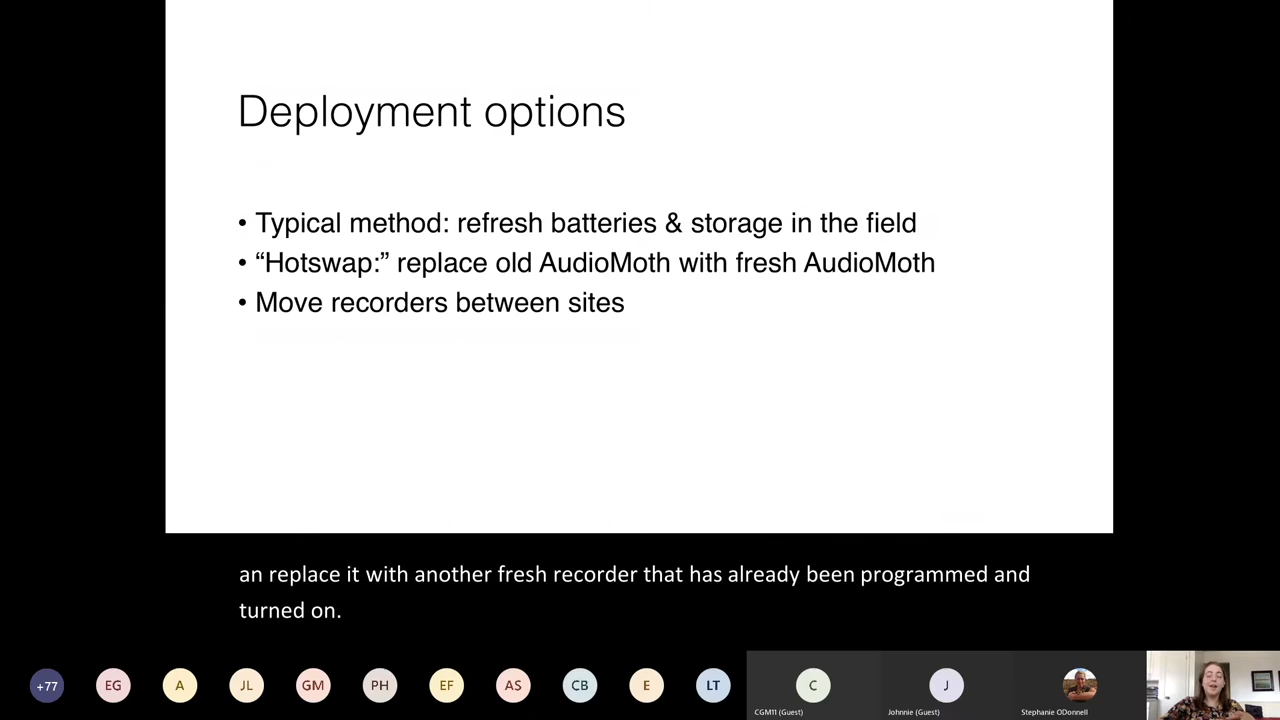 Deployment options
• Typical method: refresh batteries & storage in the field
• “Hotswap:” replace old AudioMoth with fresh AudioMoth
• Move recorders between sites
an replace it with another fresh recorder that has already been programmed and
turned on.
+77 EG A JL GM PH EF AS CB E LT C J
CGM11 (Guest) Johnnie (Guest) Stephanie ODonnell